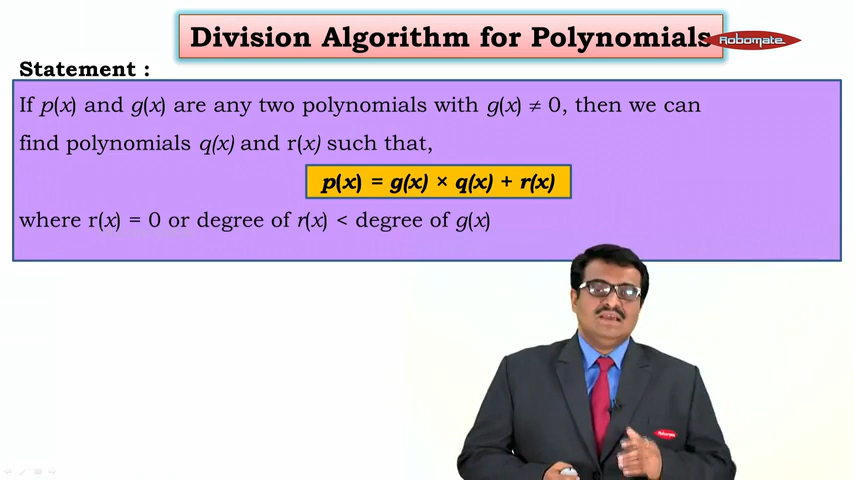 Division Algorithm for Polynomials
Robomate
Statement :
If p(x) and g(x) are any two polynomials with g(x) ≠ 0, then we can
find polynomials q(x) and r(x) such that,
p(x) = g(x) × q(x) + r(x)
where r(x) = 0 or degree of r(x) < degree of g(x)